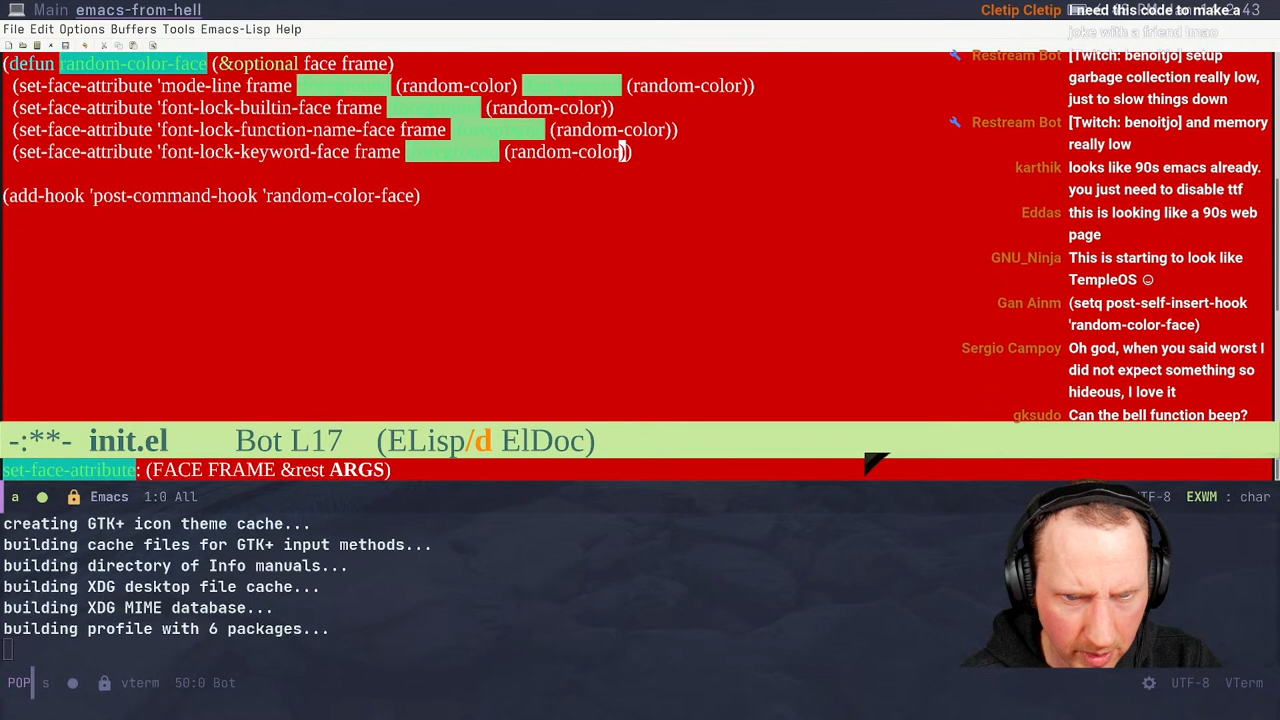 Main emacs-from-hell
File Edit Options Buffers Tools Emacs-Lisp Help
(defun random-color-face (&optional face frame)
(set-face-attribute 'mode-line frame (random-color) (random-color))
(set-face-attribute 'font-lock-builtin-face frame :foreground (random-color))
(set-face-attribute 'font-lock-function-name-face frame :foreground (random-color))
(set-face-attribute 'font-lock-keyword-face frame :foreground (random-color))
(add-hook 'post-command-hook 'random-color-face)
-:**- init.el Bot L17 (ELisp/d ElDoc)
set-face-attribute: (FACE FRAME &rest ARGS)
a Emacs 1:0 All
UTF-8 EXWM : char
creating GTK+ icon theme cache...
building cache files for GTK+ input methods...
building directory of Info manuals...
building XDG desktop file cache...
building XDG MIME database...
building profile with 6 packages...
POP s vterm 50:0 Bot
UTF-8 VTerm
Cletip Cletip I need this code to make a
joke with a friend lmao
Restream Bot [Twitch: benoitjo] setup
garbage collection really low,
just to slow things down
Restream Bot [Twitch: benoitjo] and memory
really low
karthik looks like 90s emacs already.
you just need to disable ttf
Eddas this is looking like a 90s web
page
GNU_Ninja This is starting to look like
TempleOS ☺
Gan Ainm (setq post-self-insert-hook
'random-color-face)
Sergio Campoy Oh god, when you said worst I
did not expect something so
hideous, I love it
gksudo Can the bell function beep?